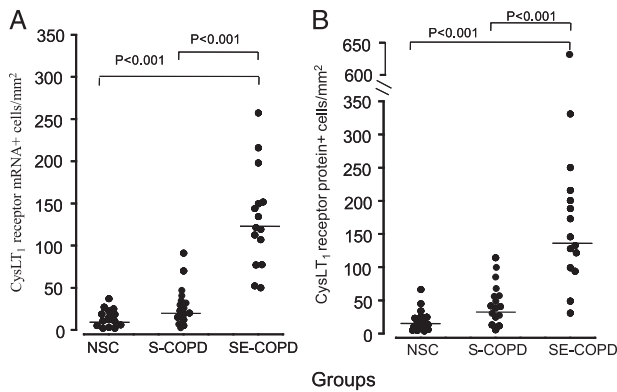 A
CysLT1 receptor mRNA+ cells/mm2
350
300
250
200
150
100
50
0
P<0.001
P<0.001
NSC S-COPD SE-COPD
B
CysLT1 receptor protein+ cells/mm2
650
600
350
300
250
200
150
100
50
0
P<0.001
P<0.001
NSC S-COPD SE-COPD
Groups